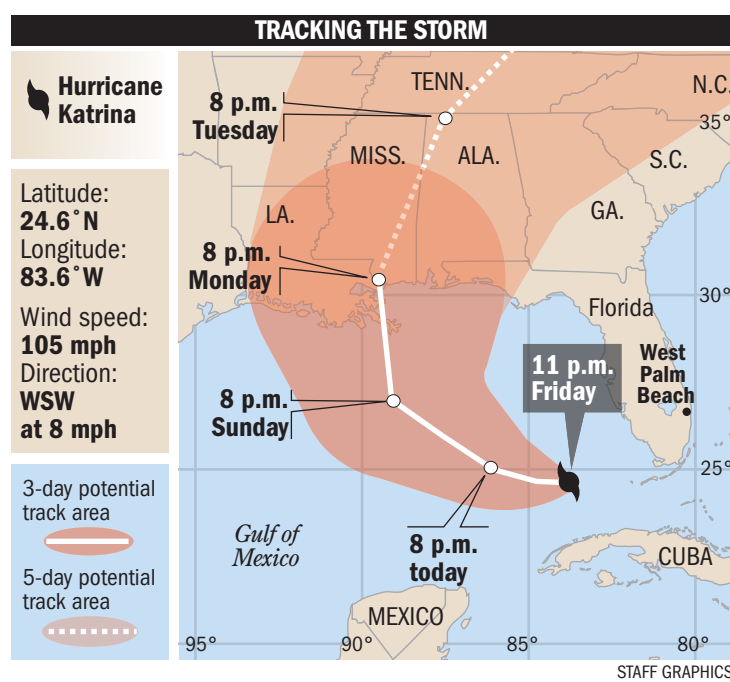 TRACKING THE STORM
Hurricane
Katrina
Latitude:
24.6°N
Longitude:
83.6°W
Wind speed:
105 mph
Direction:
WSW
at 8 mph
3-day potential
track area
5-day potential
track area
TENN.
N.C.
8 p.m.
Tuesday
35°
MISS.
ALA.
S.C.
LA.
GA.
8 p.m.
Monday
30°
Florida
11 p.m.
Friday
West
Palm
Beach
8 p.m.
Sunday
25°
Gulf of
Mexico
8 p.m.
today
CUBA
MEXICO
95°
90°
85°
80°
STAFF GRAPHICS